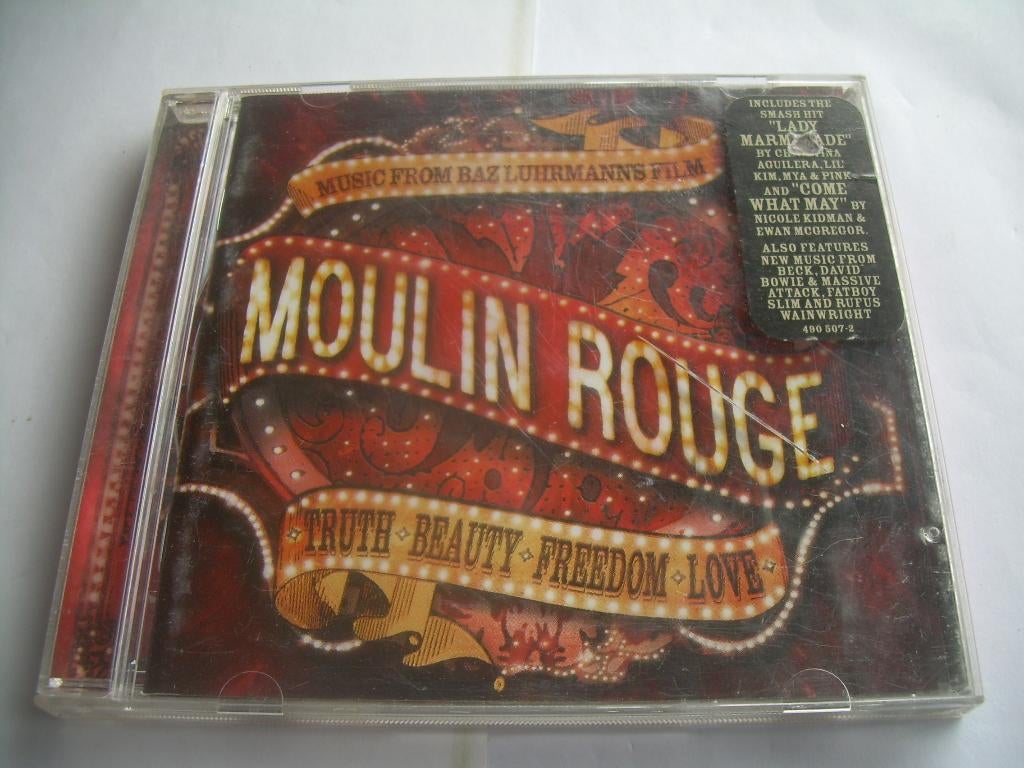 MUSIC FROM BAZ LUHRMANN'S FILM
MOULIN ROUGE
TRUTH · BEAUTY · FREEDOM · LOVE
INCLUDES THE
SMASH HIT
"LADY
BY
AGUILERA, LIL'
KIM, MYA & PINK
AND "COME
WHAT MAY" BY
NICOLE KIDMAN &
EWAN MCGREGOR.
ALSO FEATURES
NEW MUSIC FROM
BECK, DAVID
BOWIE & MASSIVE
ATTACK, FATBOY
SLIM AND RUFUS
WAINWRIGHT
490 507-2